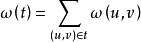 ω(t) = ∑_{(u,v)∈t} ω(u,v)